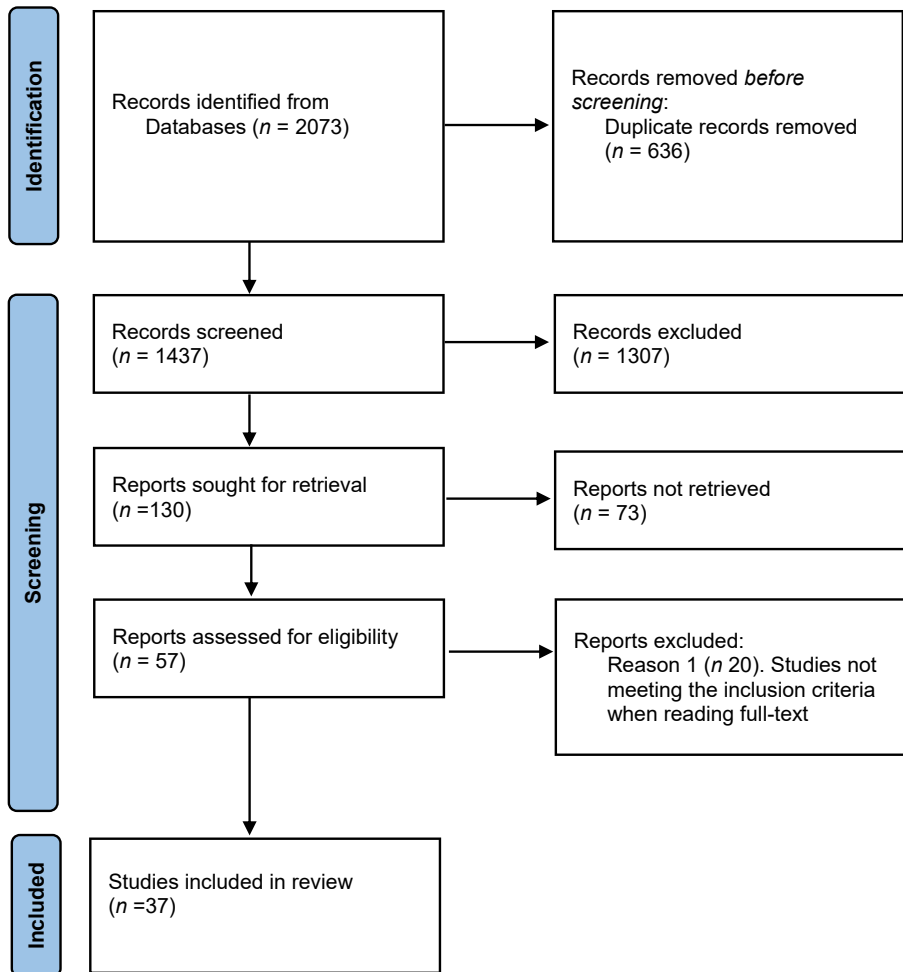 Identification
Records identified from
Databases (n = 2073)
Records removed before
screening:
Duplicate records removed
(n = 636)
Screening
Records screened
(n = 1437)
Records excluded
(n = 1307)
Reports sought for retrieval
(n =130)
Reports not retrieved
(n = 73)
Reports assessed for eligibility
(n = 57)
Reports excluded:
Reason 1 (n 20). Studies not
meeting the inclusion criteria
when reading full-text
Included
Studies included in review
(n =37)